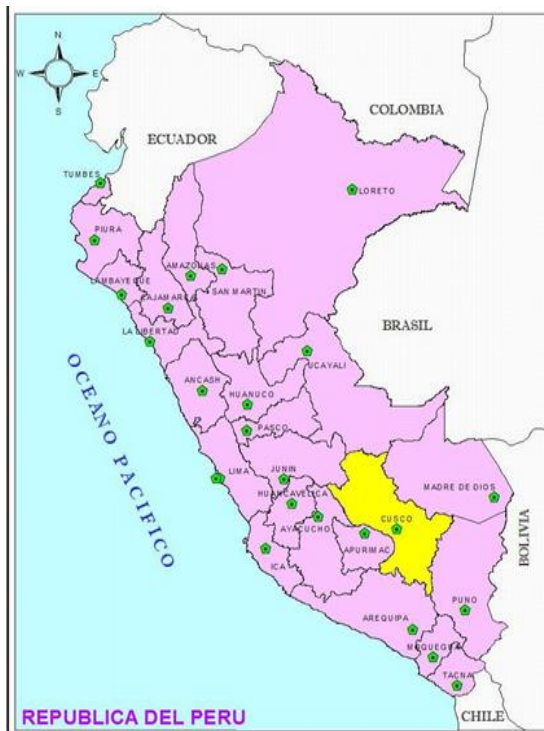 N
W
E
S
COLOMBIA
ECUADOR
TUMBES
LORETO
PIURA
AMAZONAS
LAMBAYEQUE
SAN MARTIN
CAJAMARCA
BRASIL
LA LIBERTAD
UCAYALI
OCEANO PACIFICO
ANCASH
HUANUCO
PASCO
LIMA
JUNIN
MADRE DE DIOS
HUANCAVELICA
AYACUCHO
CUSCO
APURIMAC
BOLIVIA
ICA
PUNO
AREQUIPA
MOQUEGUA
TACNA
REPUBLICA DEL PERU
CHILE